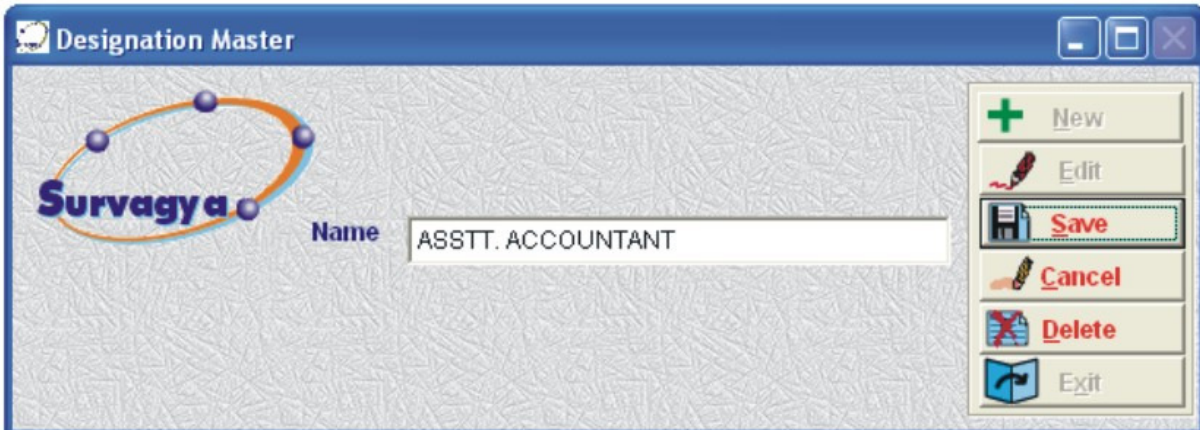 Designation Master
Survagya
Name
ASSTT. ACCOUNTANT
New
Edit
Save
Cancel
Delete
Exit